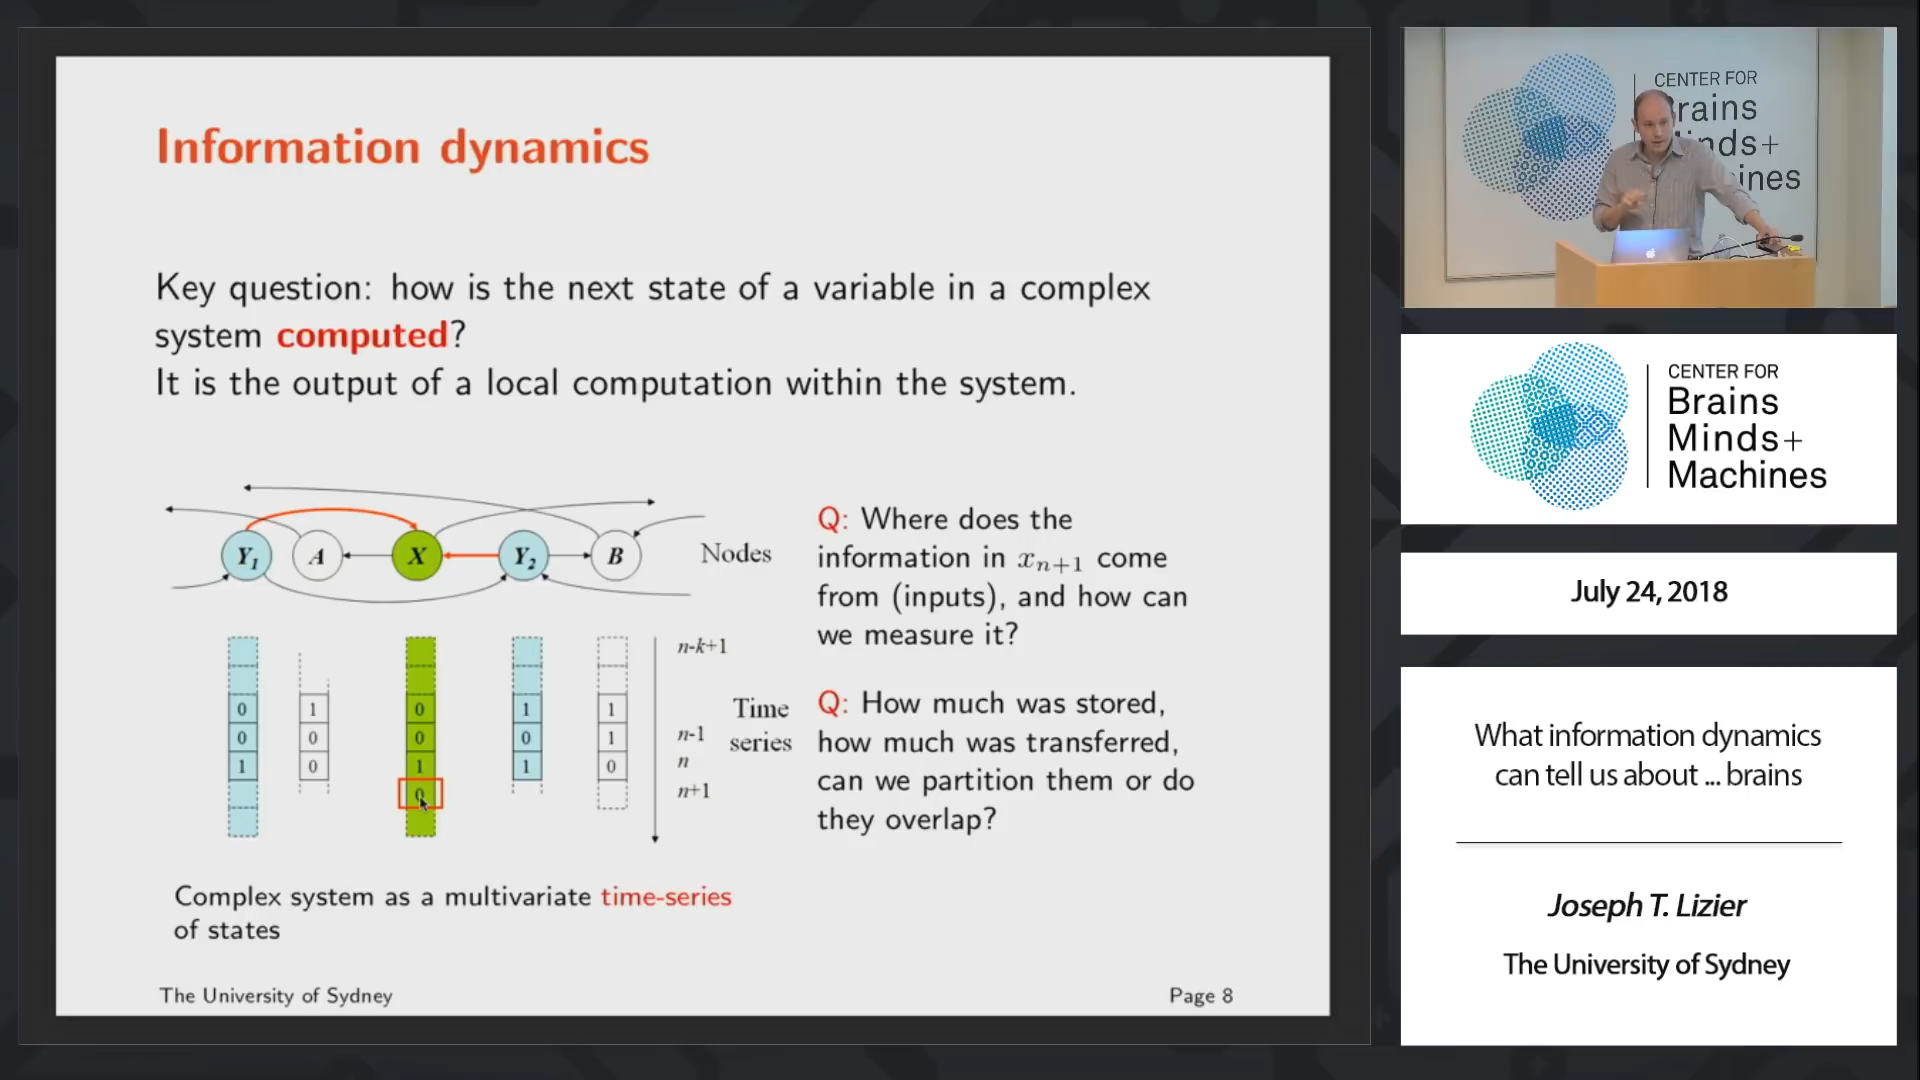 Information dynamics
Key question: how is the next state of a variable in a complex
system computed?
It is the output of a local computation within the system.
Y1 A X Y2 B Nodes
n-k+1
0 1 0 1 1
0 0 0 0 1 n-1
1 0 1 1 0 n
0 n+1
Time
series
Q: Where does the
information in xn+1 come
from (inputs), and how can
we measure it?
Q: How much was stored,
how much was transferred,
can we partition them or do
they overlap?
Complex system as a multivariate time-series
of states
The University of Sydney
Page 8
CENTER FOR
rains
inds+
ines
CENTER FOR
Brains
Minds+
Machines
July 24, 2018
What information dynamics
can tell us about ... brains
Joseph T. Lizier
The University of Sydney